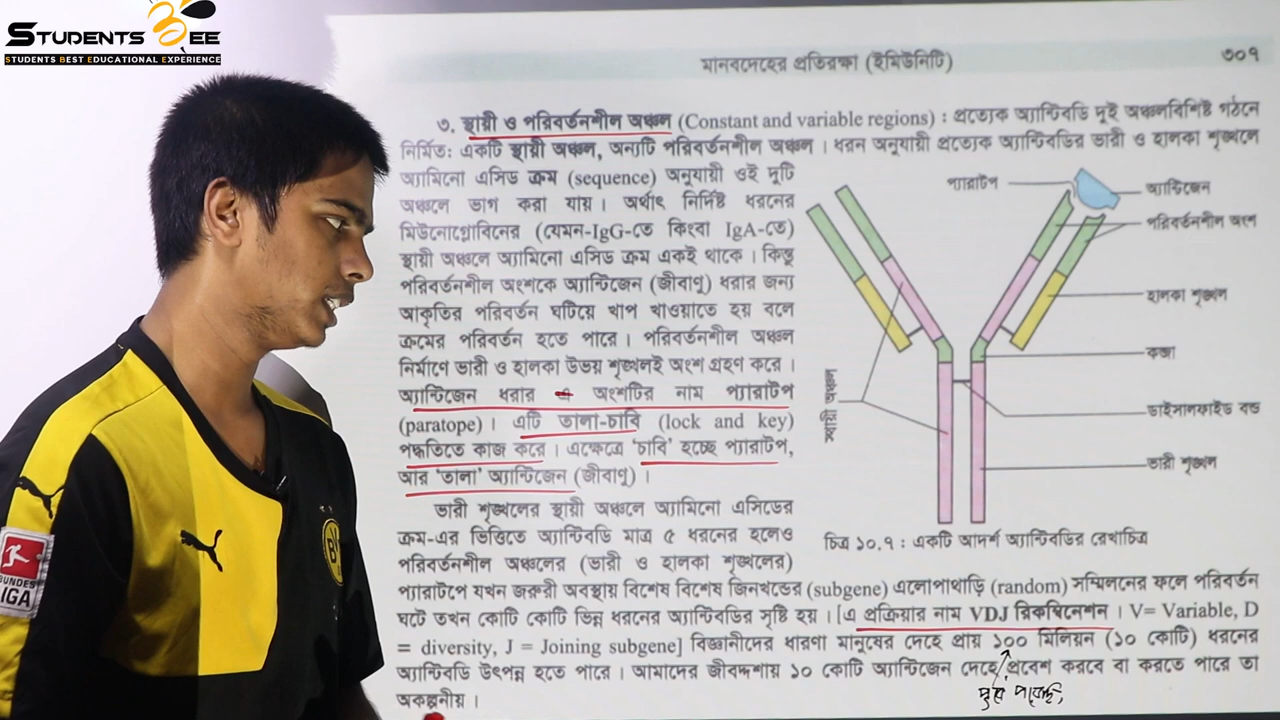 STUDENTS BEE
STUDENTS BEST EDUCATIONAL EXPERIENCE
মানবদেহের প্রতিরক্ষা (ইমিউনিটি)
৩০৭
৩. স্থায়ী ও পরিবর্তনশীল অঞ্চল (Constant and variable regions) : প্রত্যেক অ্যান্টিবডি দুই অঞ্চলবিশিষ্ট গঠনে
নির্মিত: একটি স্থায়ী অঞ্চল, অন্যটি পরিবর্তনশীল অঞ্চল। ধরন অনুযায়ী প্রত্যেক অ্যান্টিবডির ভারী ও হালকা শৃঙ্খলে
অ্যামিনো এসিড ক্রম (sequence) অনুযায়ী ওই দুটি
অঞ্চলে ভাগ করা যায়। অর্থাৎ নির্দিষ্ট ধরনের
মিউনোগ্লোবিনের (যেমন-IgG-তে কিংবা IgA-তে)
স্থায়ী অঞ্চলে অ্যামিনো এসিড ক্রম একই থাকে। কিন্তু
পরিবর্তনশীল অংশকে অ্যান্টিজেন (জীবাণু) ধরার জন্য
আকৃতির পরিবর্তন ঘটিয়ে খাপ খাওয়াতে হয় বলে
ক্রমের পরিবর্তন হতে পারে। পরিবর্তনশীল অঞ্চল
নির্মাণে ভারী ও হালকা উভয় শৃঙ্খলই অংশ গ্রহণ করে।
অ্যান্টিজেন ধরার এ অংশটির নাম প্যারাটপ
(paratope)। এটি তালা-চাবি (lock and key)
পদ্ধতিতে কাজ করে। এক্ষেত্রে ‘চাবি’ হচ্ছে প্যারাটপ,
আর ‘তালা’ অ্যান্টিজেন (জীবাণু)।
প্যারাটপ
অ্যান্টিজেন
পরিবর্তনশীল অংশ
হালকা শৃঙ্খল
কব্জা
ডাইসালফাইড বন্ড
ভারী শৃঙ্খল
স্থায়ী অঞ্চল
চিত্র ১০.৭ : একটি আদর্শ অ্যান্টিবডির রেখাচিত্র
ভারী শৃঙ্খলের স্থায়ী অঞ্চলে অ্যামিনো এসিডের
ক্রম-এর ভিত্তিতে অ্যান্টিবডি মাত্র ৫ ধরনের হলেও
পরিবর্তনশীল অঞ্চলের (ভারী ও হালকা শৃঙ্খলের)
প্যারাটপে যখন জরুরী অবস্থায় বিশেষ বিশেষ জিনখন্ডের (subgene) এলোপাথাড়ি (random) সম্মিলনের ফলে পরিবর্তন
ঘটে তখন কোটি কোটি ভিন্ন ধরনের অ্যান্টিবডির সৃষ্টি হয়। [এ প্রক্রিয়ার নাম VDJ রিকম্বিনেশন। V= Variable, D
= diversity, J = Joining subgene] বিজ্ঞানীদের ধারণা মানুষের দেহে প্রায় ১০০ মিলিয়ন (১০ কোটি) ধরনের
অ্যান্টিবডি উৎপন্ন হতে পারে। আমাদের জীবদ্দশায় ১০ কোটি অ্যান্টিজেন দেহে প্রবেশ করবে বা করতে পারে তা
অকল্পনীয়।